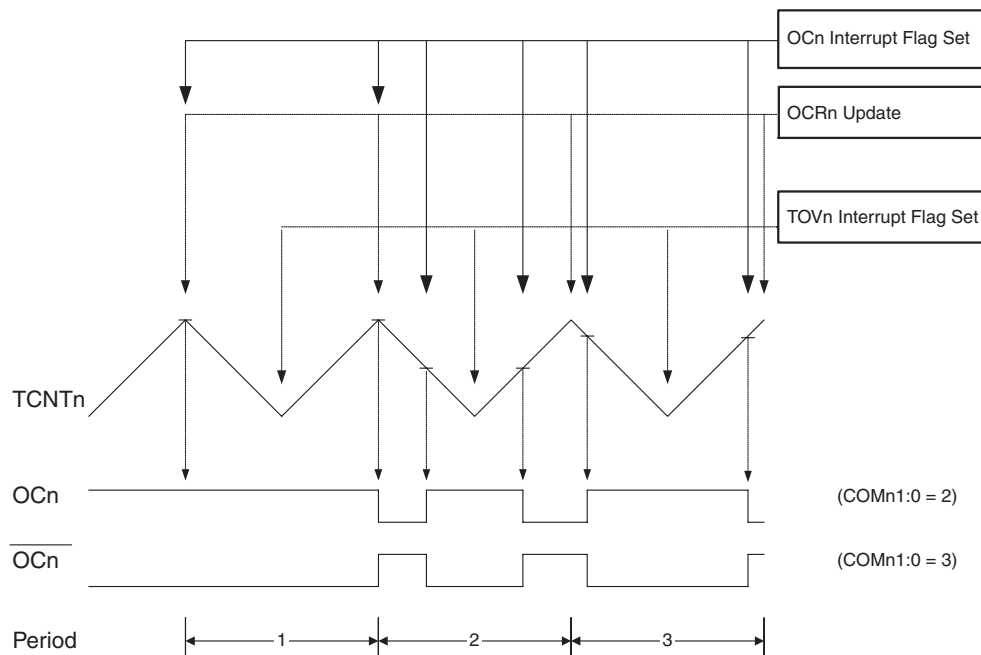 OCn Interrupt Flag Set
OCRn Update
TOVn Interrupt Flag Set
TCNTn
OCn
(COMn1:0 = 2)
OCn
(COMn1:0 = 3)
Period
1
2
3